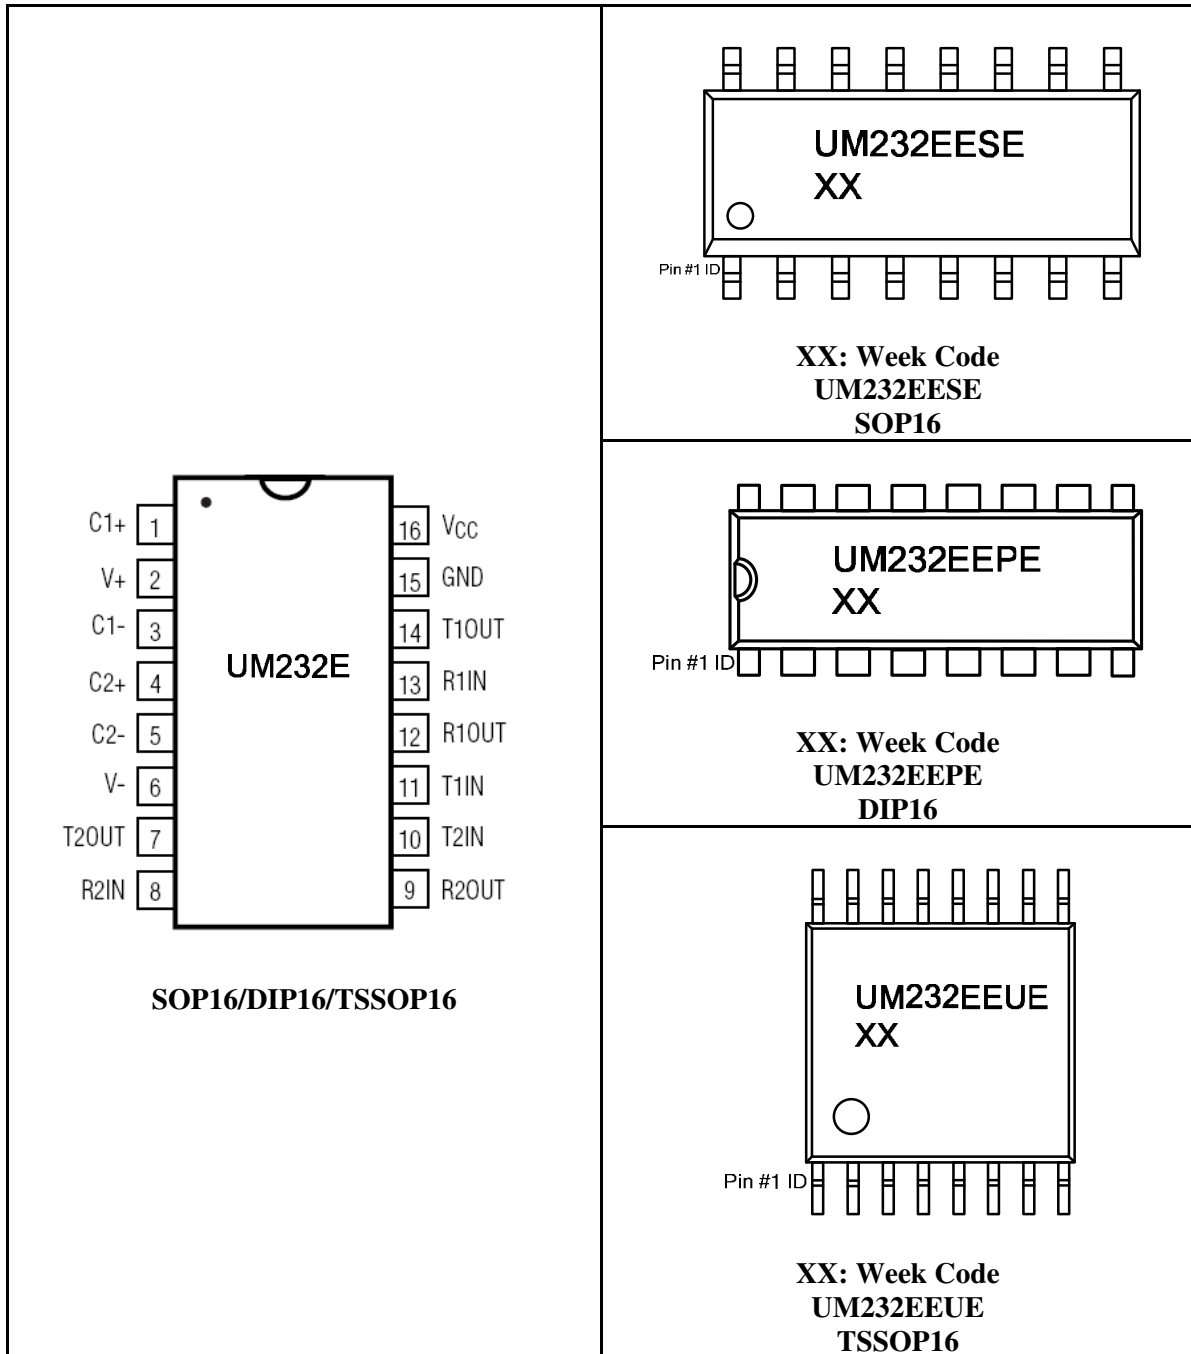 C1+ 1
V+ 2
C1- 3
C2+ 4
C2- 5
V- 6
T2OUT 7
R2IN 8
UM232E
16 VCC
15 GND
14 T1OUT
13 R1IN
12 R1OUT
11 T1IN
10 T2IN
9 R2OUT
SOP16/DIP16/TSSOP16
UM232EESE
XX
Pin #1 ID
XX: Week Code
UM232EESE
SOP16
UM232EEPE
XX
Pin #1 ID
XX: Week Code
UM232EEPE
DIP16
UM232EEUE
XX
Pin #1 ID
XX: Week Code
UM232EEUE
TSSOP16